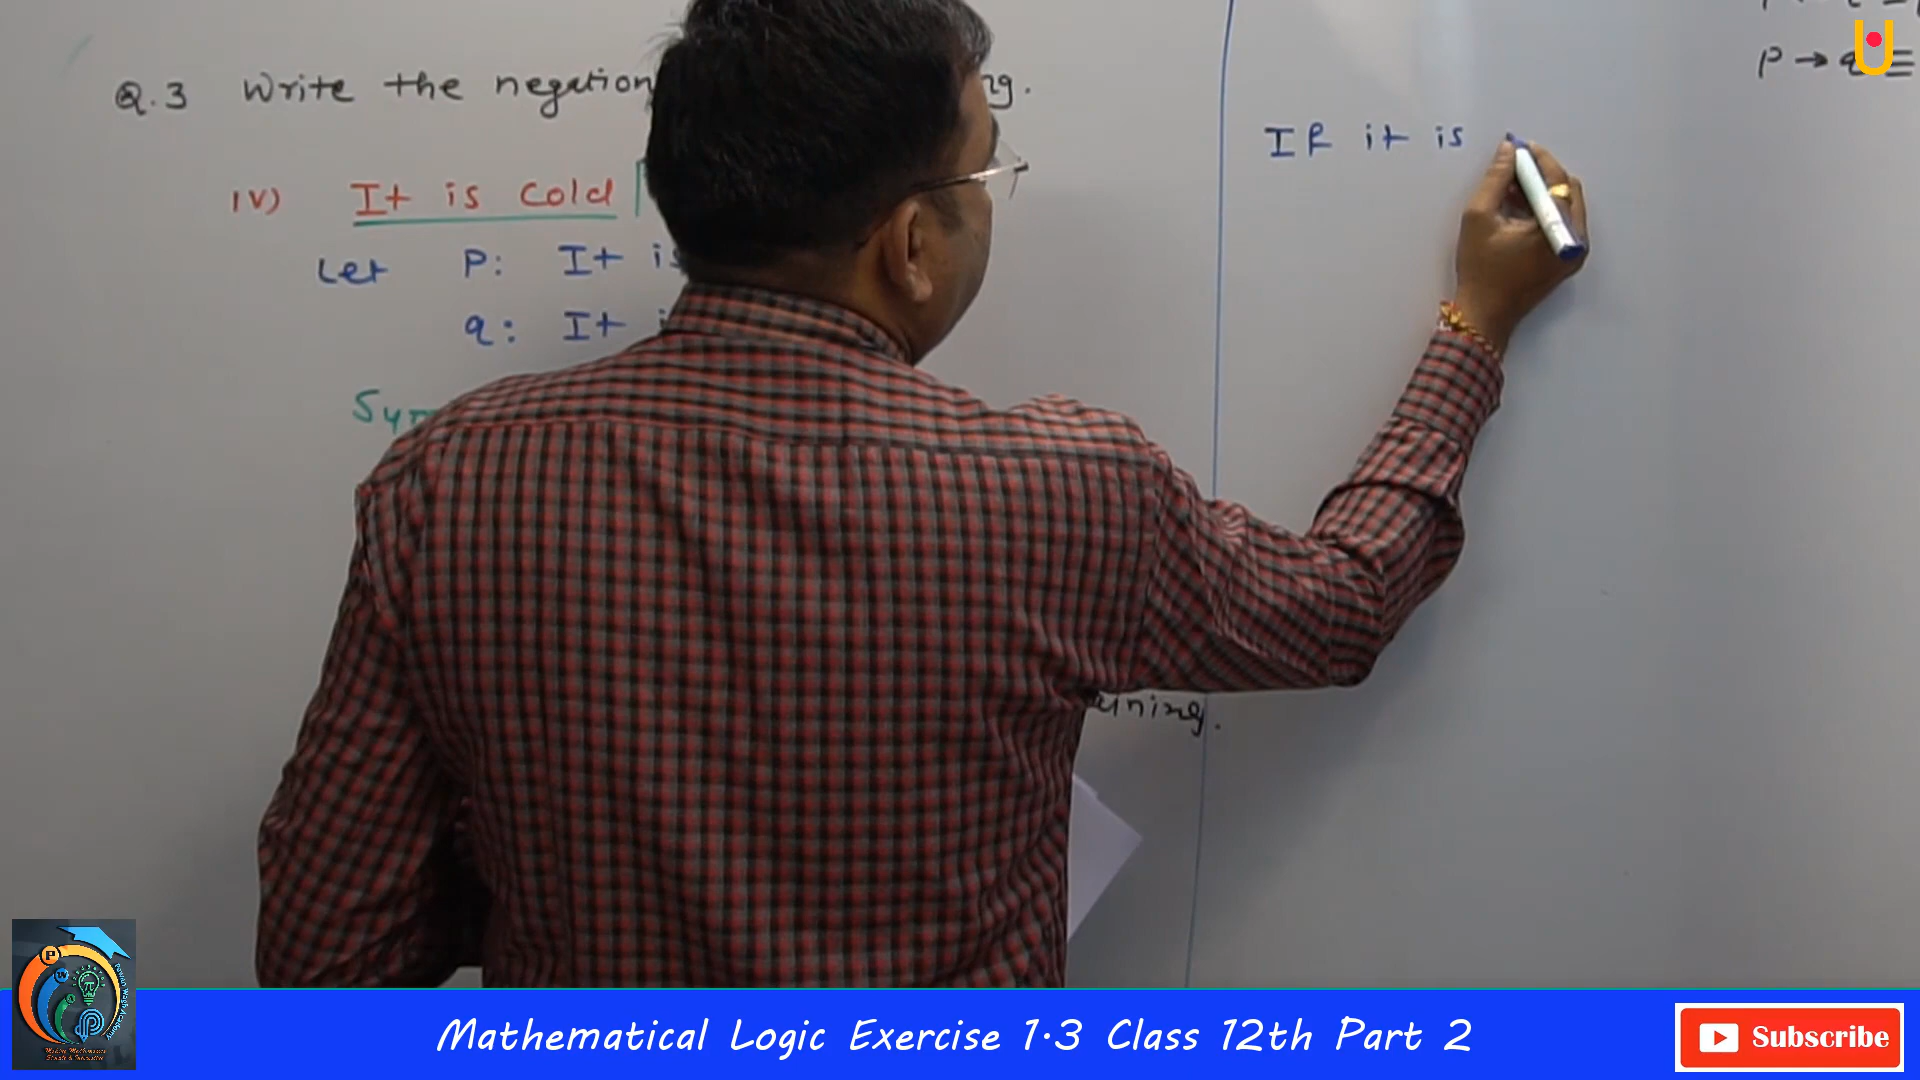 Q.3 Write the negation
iv) It is cold
Let p: It is
q: It
If it is
p → q ≡
Mathematical Logic Exercise 1.3 Class 12th Part 2
Subscribe